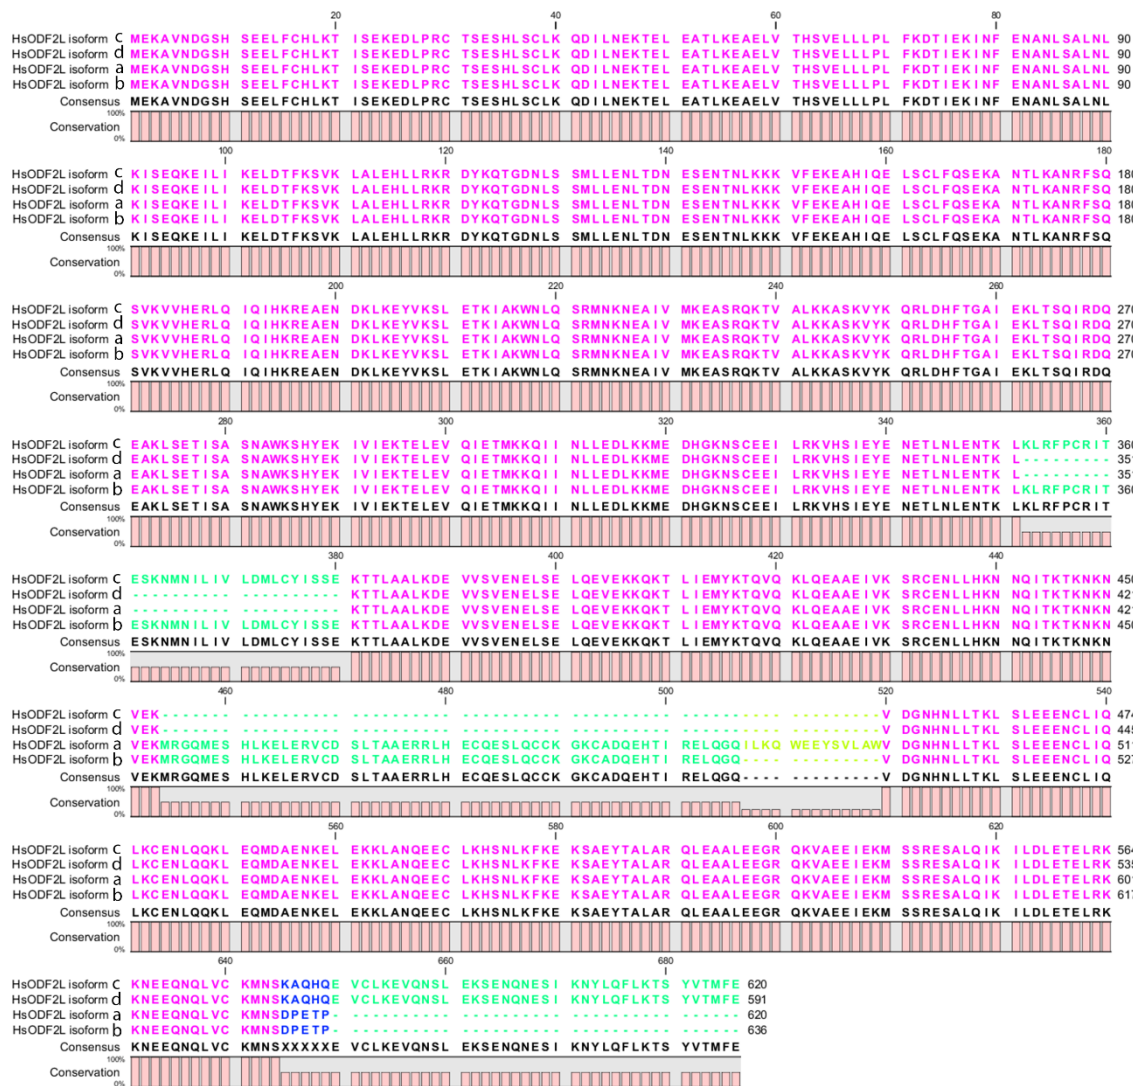 20 40 60 80
HsODF2L isoform c MEKAVNDGSH SEELFCHLKT ISEKEDLPRC TSESHLSCLK QDILNEKTEL EATLKEAELV THSVELLLPL FKDTIEKINF ENANLSALNL 90
HsODF2L isoform d MEKAVNDGSH SEELFCHLKT ISEKEDLPRC TSESHLSCLK QDILNEKTEL EATLKEAELV THSVELLLPL FKDTIEKINF ENANLSALNL 90
HsODF2L isoform a MEKAVNDGSH SEELFCHLKT ISEKEDLPRC TSESHLSCLK QDILNEKTEL EATLKEAELV THSVELLLPL FKDTIEKINF ENANLSALNL 90
HsODF2L isoform b MEKAVNDGSH SEELFCHLKT ISEKEDLPRC TSESHLSCLK QDILNEKTEL EATLKEAELV THSVELLLPL FKDTIEKINF ENANLSALNL 90
Consensus MEKAVNDGSH SEELFCHLKT ISEKEDLPRC TSESHLSCLK QDILNEKTEL EATLKEAELV THSVELLLPL FKDTIEKINF ENANLSALNL
100%
Conservation
0%
100 120 140 160 180
HsODF2L isoform c KISEQKEILI KELDTFKSVK LALEHLLRKR DYKQTGDNLS SMLLENLTDN ESENTNLKKK VFEKEAHIQE LSCLFQSEKA NTLKANRFSQ 180
HsODF2L isoform d KISEQKEILI KELDTFKSVK LALEHLLRKR DYKQTGDNLS SMLLENLTDN ESENTNLKKK VFEKEAHIQE LSCLFQSEKA NTLKANRFSQ 180
HsODF2L isoform a KISEQKEILI KELDTFKSVK LALEHLLRKR DYKQTGDNLS SMLLENLTDN ESENTNLKKK VFEKEAHIQE LSCLFQSEKA NTLKANRFSQ 180
HsODF2L isoform b KISEQKEILI KELDTFKSVK LALEHLLRKR DYKQTGDNLS SMLLENLTDN ESENTNLKKK VFEKEAHIQE LSCLFQSEKA NTLKANRFSQ 180
Consensus KISEQKEILI KELDTFKSVK LALEHLLRKR DYKQTGDNLS SMLLENLTDN ESENTNLKKK VFEKEAHIQE LSCLFQSEKA NTLKANRFSQ
100%
Conservation
0%
200 220 240 260
HsODF2L isoform c SVKVVHERLQ IQIHKREAEN DKLKEYVKSL ETKIAKWNLQ SRMNKNEAIV MKEASRQKTV ALKKASKVYK QRLDHFTGAI EKLTSQIRDQ 270
HsODF2L isoform d SVKVVHERLQ IQIHKREAEN DKLKEYVKSL ETKIAKWNLQ SRMNKNEAIV MKEASRQKTV ALKKASKVYK QRLDHFTGAI EKLTSQIRDQ 270
HsODF2L isoform a SVKVVHERLQ IQIHKREAEN DKLKEYVKSL ETKIAKWNLQ SRMNKNEAIV MKEASRQKTV ALKKASKVYK QRLDHFTGAI EKLTSQIRDQ 270
HsODF2L isoform b SVKVVHERLQ IQIHKREAEN DKLKEYVKSL ETKIAKWNLQ SRMNKNEAIV MKEASRQKTV ALKKASKVYK QRLDHFTGAI EKLTSQIRDQ 270
Consensus SVKVVHERLQ IQIHKREAEN DKLKEYVKSL ETKIAKWNLQ SRMNKNEAIV MKEASRQKTV ALKKASKVYK QRLDHFTGAI EKLTSQIRDQ
100%
Conservation
0%
280 300 320 340 360
HsODF2L isoform c EAKLSETISA SNAWKSHYEK IVIEKTELEV QIETMKKQII NLLEDLKKME DHGKNSCEEI LRKVHSIEYE NETLNLENTK LKLRFPCRIT 360
HsODF2L isoform d EAKLSETISA SNAWKSHYEK IVIEKTELEV QIETMKKQII NLLEDLKKME DHGKNSCEEI LRKVHSIEYE NETLNLENTK L--------- 351
HsODF2L isoform a EAKLSETISA SNAWKSHYEK IVIEKTELEV QIETMKKQII NLLEDLKKME DHGKNSCEEI LRKVHSIEYE NETLNLENTK L--------- 351
HsODF2L isoform b EAKLSETISA SNAWKSHYEK IVIEKTELEV QIETMKKQII NLLEDLKKME DHGKNSCEEI LRKVHSIEYE NETLNLENTK LKLRFPCRIT 360
Consensus EAKLSETISA SNAWKSHYEK IVIEKTELEV QIETMKKQII NLLEDLKKME DHGKNSCEEI LRKVHSIEYE NETLNLENTK LKLRFPCRIT
100%
Conservation
0%
380 400 420 440
HsODF2L isoform c ESKNMNILIV LDMLCYISSE KTTLAALKDE VVSVENELSE LQEVEKKQKT LIEMYKTQVQ KLQEAAEIVK SRCENLLHKN NQITKTKNKN 450
HsODF2L isoform d ---------- ---------- KTTLAALKDE VVSVENELSE LQEVEKKQKT LIEMYKTQVQ KLQEAAEIVK SRCENLLHKN NQITKTKNKN 421
HsODF2L isoform a ---------- ---------- KTTLAALKDE VVSVENELSE LQEVEKKQKT LIEMYKTQVQ KLQEAAEIVK SRCENLLHKN NQITKTKNKN 421
HsODF2L isoform b ESKNMNILIV LDMLCYISSE KTTLAALKDE VVSVENELSE LQEVEKKQKT LIEMYKTQVQ KLQEAAEIVK SRCENLLHKN NQITKTKNKN 450
Consensus ESKNMNILIV LDMLCYISSE KTTLAALKDE VVSVENELSE LQEVEKKQKT LIEMYKTQVQ KLQEAAEIVK SRCENLLHKN NQITKTKNKN
100%
Conservation
0%
460 480 500 520 540
HsODF2L isoform c VEK------- ---------- ---------- ---------- ---------- ---------- ---------V DGNHNLLTKL SLEEENCLIQ 474
HsODF2L isoform d VEK------- ---------- ---------- ---------- ---------- ---------- ---------V DGNHNLLTKL SLEEENCLIQ 445
HsODF2L isoform a VEKMRGQMES HLKELERVCD SLTAAERRLH ECQESLQCCK GKCADQEHTI RELQGQILKQ WEEYSVLAWV DGNHNLLTKL SLEEENCLIQ 511
HsODF2L isoform b VEKMRGQMES HLKELERVCD SLTAAERRLH ECQESLQCCK GKCADQEHTI RELQGQ---- ---------V DGNHNLLTKL SLEEENCLIQ 527
Consensus VEKMRGQMES HLKELERVCD SLTAAERRLH ECQESLQCCK GKCADQEHTI RELQGQ---- ---------V DGNHNLLTKL SLEEENCLIQ
100%
Conservation
0%
560 580 600 620
HsODF2L isoform c LKCENLQQKL EQMDAENKEL EKKLANQEEC LKHSNLKFKE KSAEYTALAR QLEAALEEGR QKVAEEIEKM SSRESALQIK ILDLETELRK 564
HsODF2L isoform d LKCENLQQKL EQMDAENKEL EKKLANQEEC LKHSNLKFKE KSAEYTALAR QLEAALEEGR QKVAEEIEKM SSRESALQIK ILDLETELRK 535
HsODF2L isoform a LKCENLQQKL EQMDAENKEL EKKLANQEEC LKHSNLKFKE KSAEYTALAR QLEAALEEGR QKVAEEIEKM SSRESALQIK ILDLETELRK 601
HsODF2L isoform b LKCENLQQKL EQMDAENKEL EKKLANQEEC LKHSNLKFKE KSAEYTALAR QLEAALEEGR QKVAEEIEKM SSRESALQIK ILDLETELRK 617
Consensus LKCENLQQKL EQMDAENKEL EKKLANQEEC LKHSNLKFKE KSAEYTALAR QLEAALEEGR QKVAEEIEKM SSRESALQIK ILDLETELRK
100%
Conservation
0%
640 660 680
HsODF2L isoform c KNEEQNQLVC KMNSKAQHQE VCLKEVQNSL EKSENQNESI KNYLQFLKTS YVTMFE 620
HsODF2L isoform d KNEEQNQLVC KMNSKAQHQE VCLKEVQNSL EKSENQNESI KNYLQFLKTS YVTMFE 591
HsODF2L isoform a KNEEQNQLVC KMNSDPETP- ---------- ---------- ---------- ------ 620
HsODF2L isoform b KNEEQNQLVC KMNSDPETP- ---------- ---------- ---------- ------ 636
Consensus KNEEQNQLVC KMNSXXXXXE VCLKEVQNSL EKSENQNESI KNYLQFLKTS YVTMFE
100%
Conservation
0%